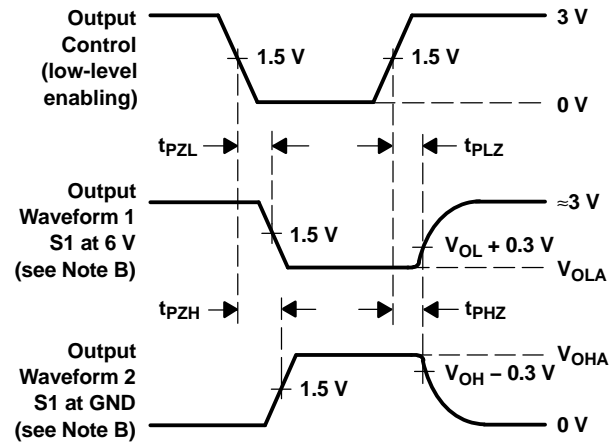 Output
Control
(low-level
enabling)
3 V
1.5 V
1.5 V
0 V
tPZL
tPLZ
Output
Waveform 1
S1 at 6 V
(see Note B)
≈3 V
1.5 V
VOL + 0.3 V
VOLA
tPZH
tPHZ
Output
Waveform 2
S1 at GND
(see Note B)
VOHA
VOH − 0.3 V
1.5 V
0 V